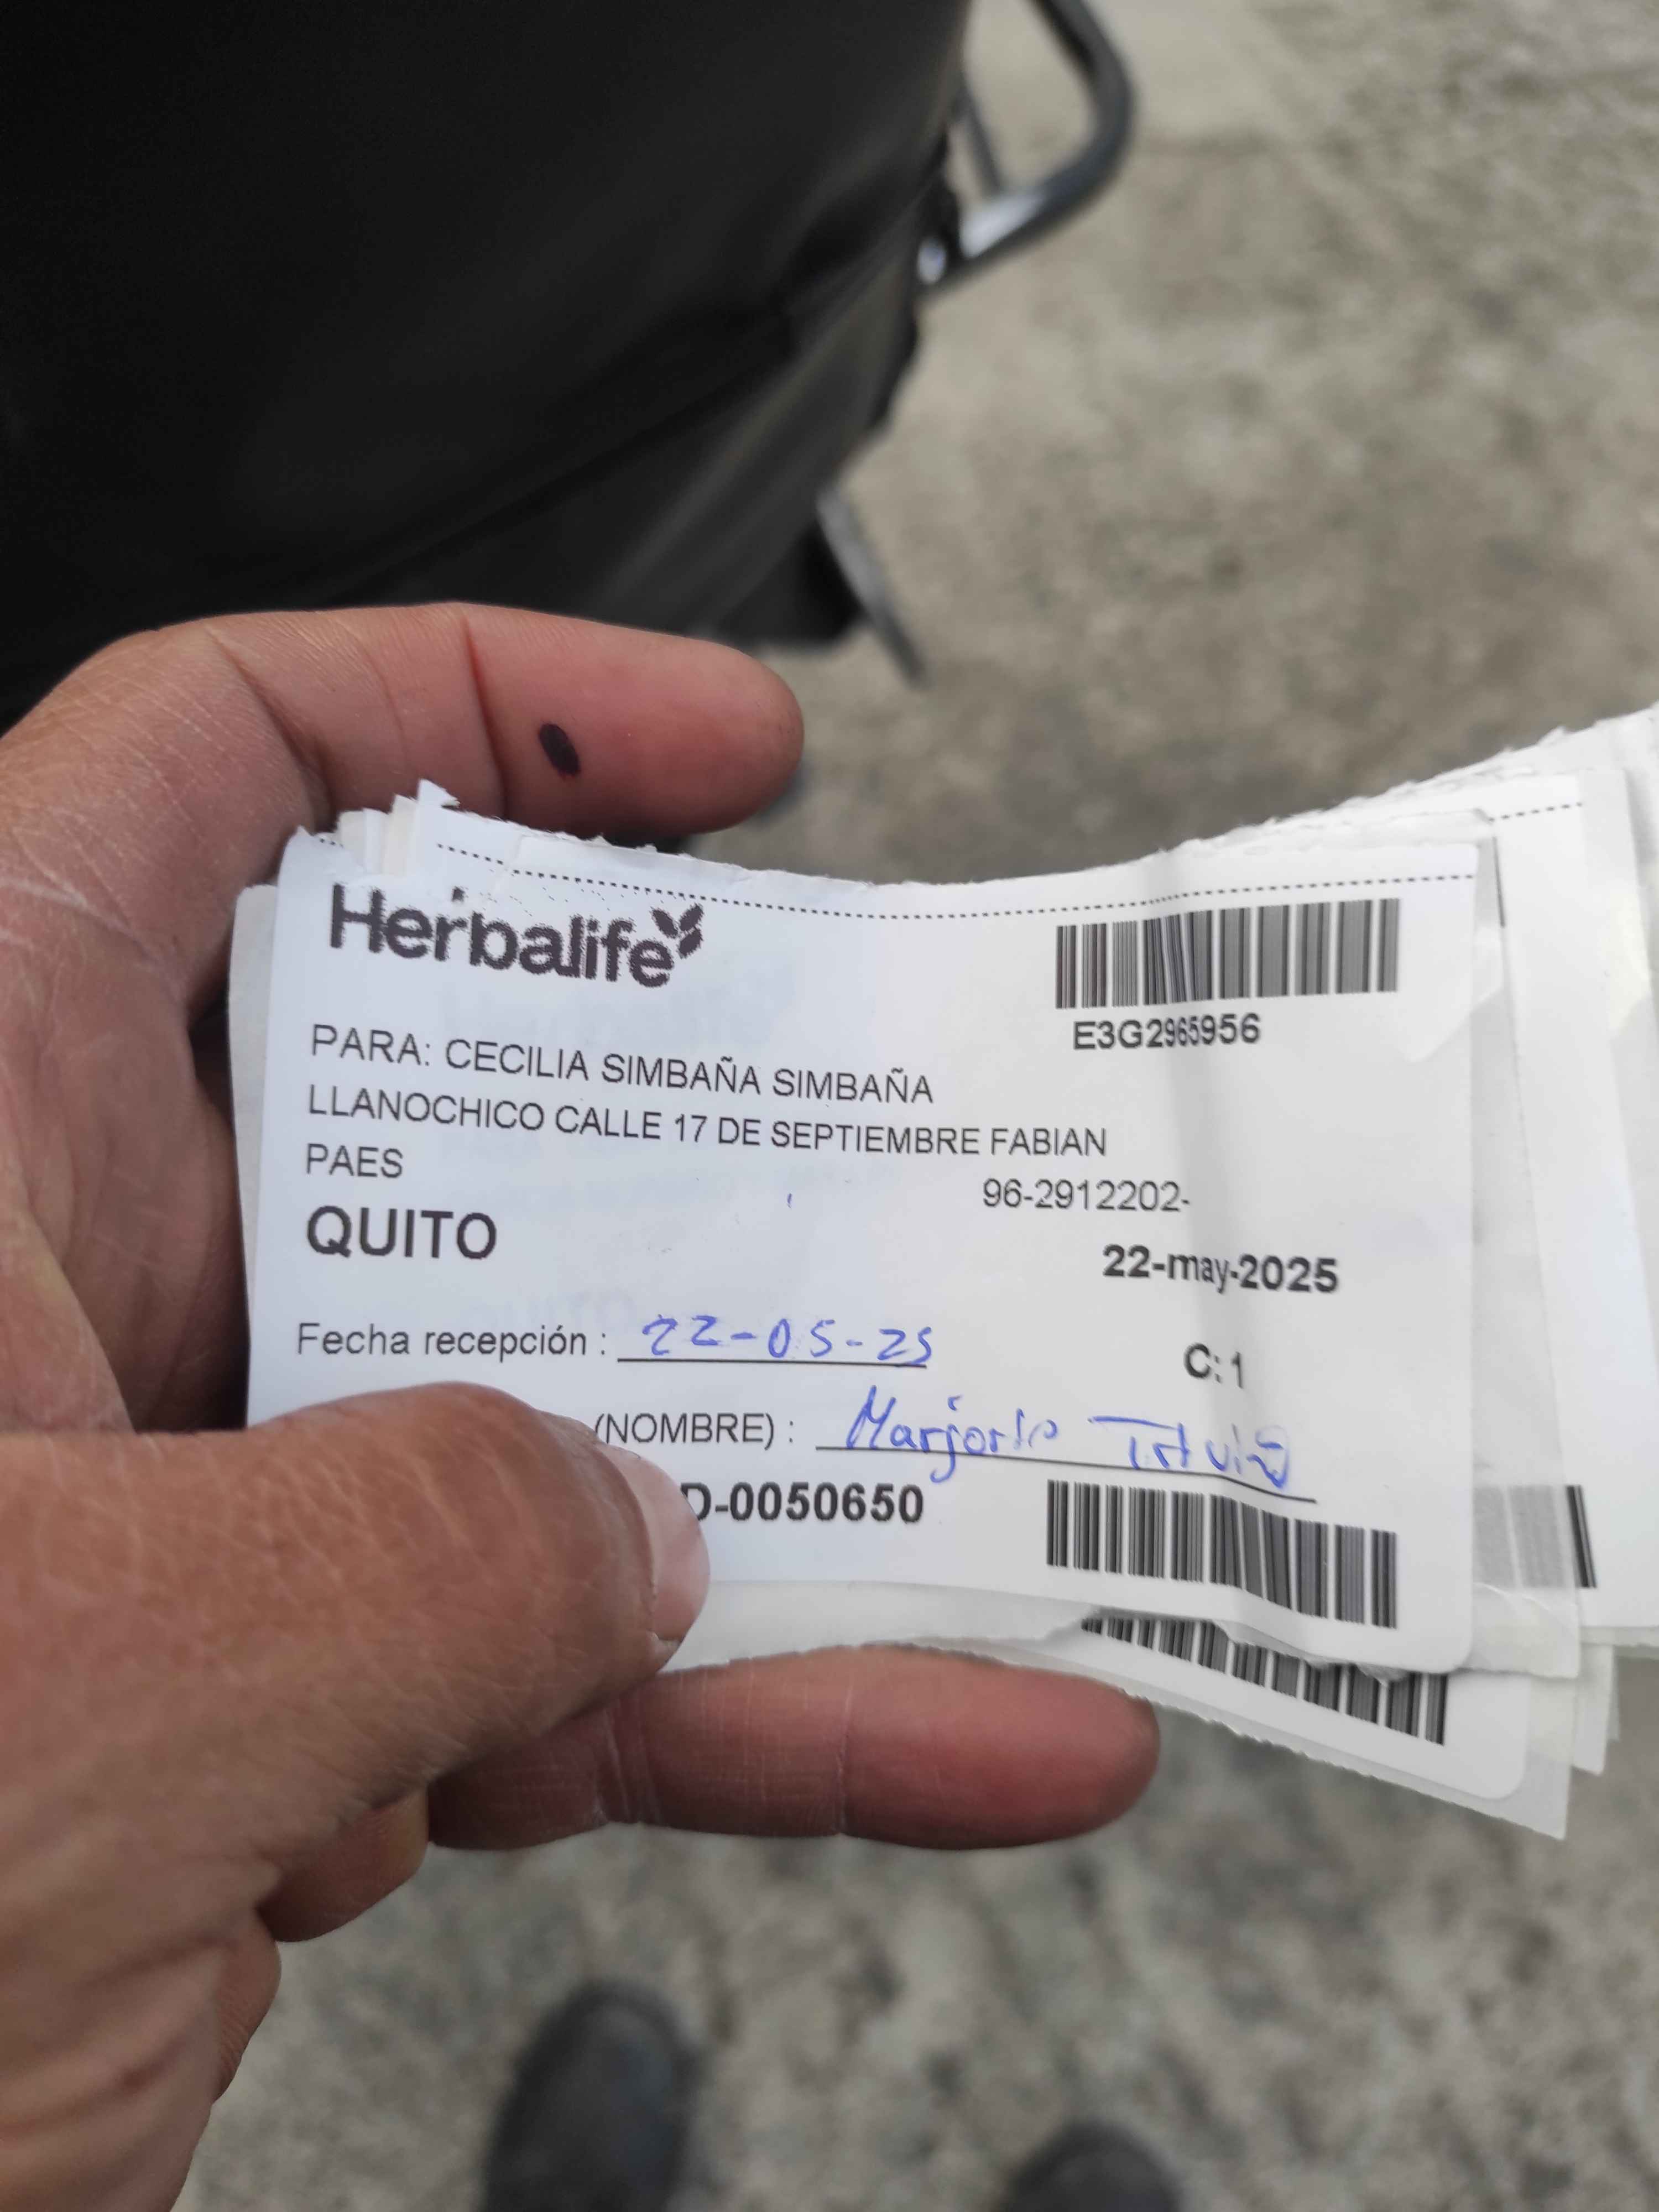 Herbalife
E3G2965956
PARA: CECILIA SIMBAÑA SIMBAÑA
LLANOCHICO CALLE 17 DE SEPTIEMBRE FABIAN
PAES
96-2912202-
QUITO
22-may-2025
Fecha recepción : 22-05-25
C: 1
(NOMBRE) : Marjorie
D-0050650